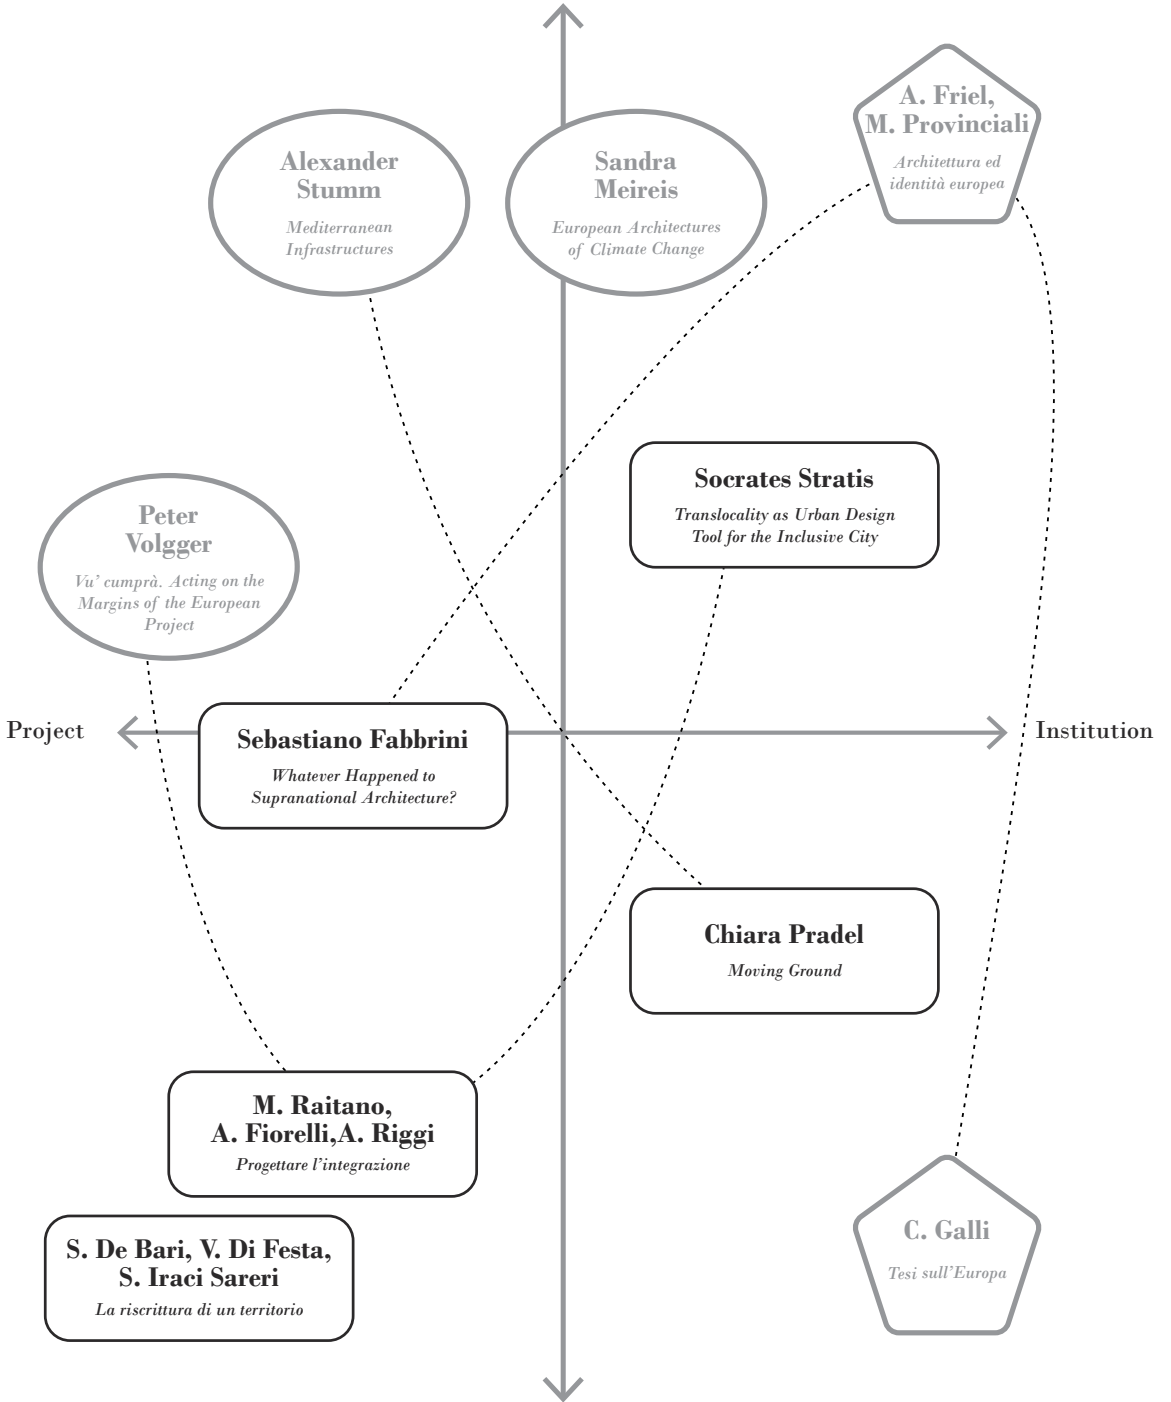 A. Friel,
M. Provinciali
Architettura ed
identità europea
Alexander
Stumm
Mediterranean
Infrastructures
Sandra
Meireis
European Architectures
of Climate Change
Socrates Stratis
Translocality as Urban Design
Tool for the Inclusive City
Peter
Volgger
Vu’ cumprà. Acting on the
Margins of the European
Project
Project
Institution
Sebastiano Fabbrini
Whatever Happened to
Supranational Architecture?
Chiara Pradel
Moving Ground
M. Raitano,
A. Fiorelli,A. Riggi
Progettare l’integrazione
C. Galli
Tesi sull’Europa
S. De Bari, V. Di Festa,
S. Iraci Sareri
La riscrittura di un territorio